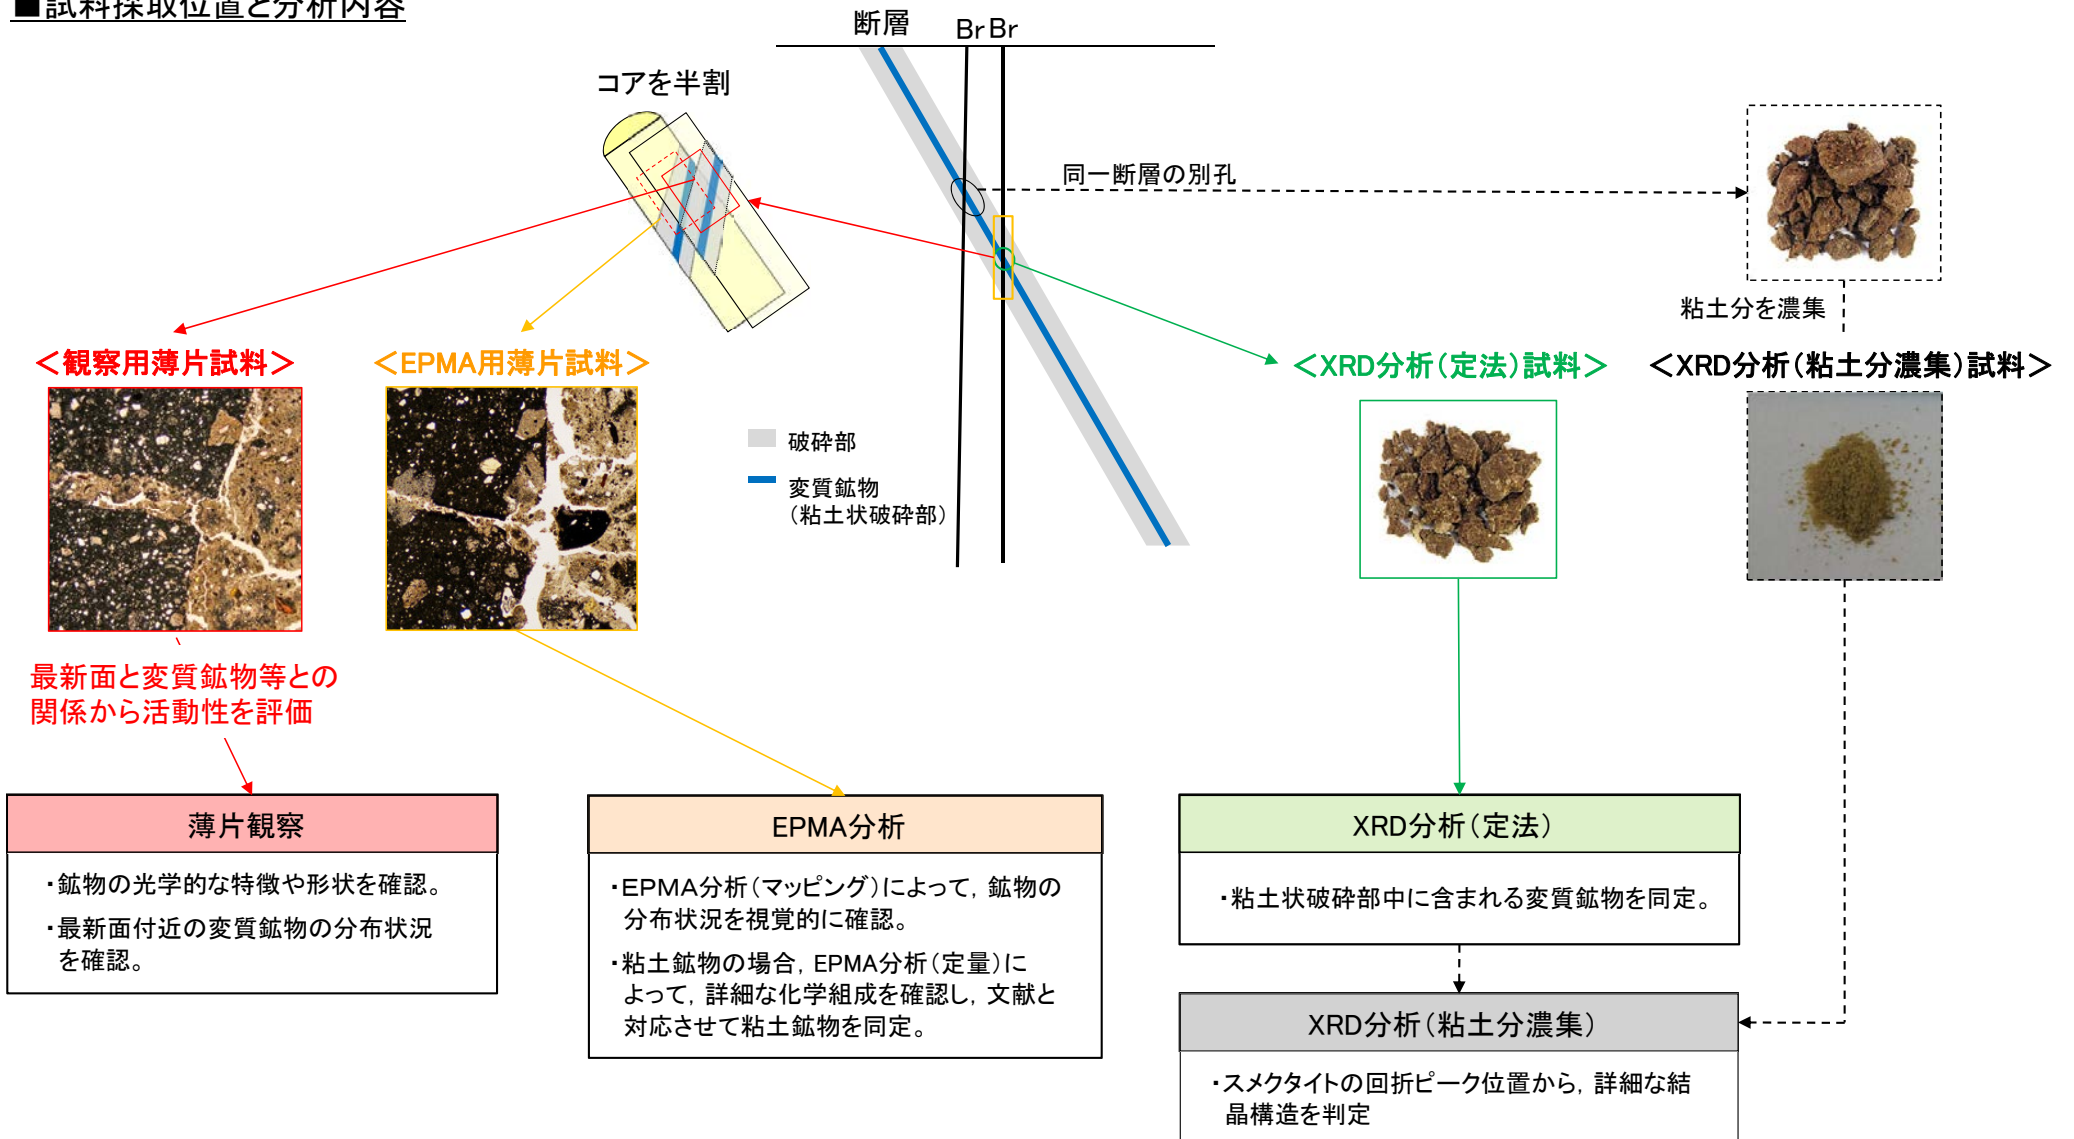 ■試料採取位置と分析内容
断層
Br
Br
コアを半割
同一断層の別孔
粘土分を濃集
＜観察用薄片試料＞
＜EPMA用薄片試料＞
＜XRD分析（定法）試料＞
＜XRD分析（粘土分濃集）試料＞
破砕部
変質鉱物
（粘土状破砕部）
最新面と変質鉱物等との
関係から活動性を評価
薄片観察
・鉱物の光学的な特徴や形状を確認。
・最新面付近の変質鉱物の分布状況
を確認。
EPMA分析
・EPMA分析（マッピング）によって，鉱物の
分布状況を視覚的に確認。
・粘土鉱物の場合，EPMA分析（定量）に
よって，詳細な化学組成を確認し，文献と
対応させて粘土鉱物を同定。
XRD分析（定法）
・粘土状破砕部中に含まれる変質鉱物を同定。
XRD分析（粘土分濃集）
・スメクタイトの回折ピーク位置から，詳細な結
晶構造を判定